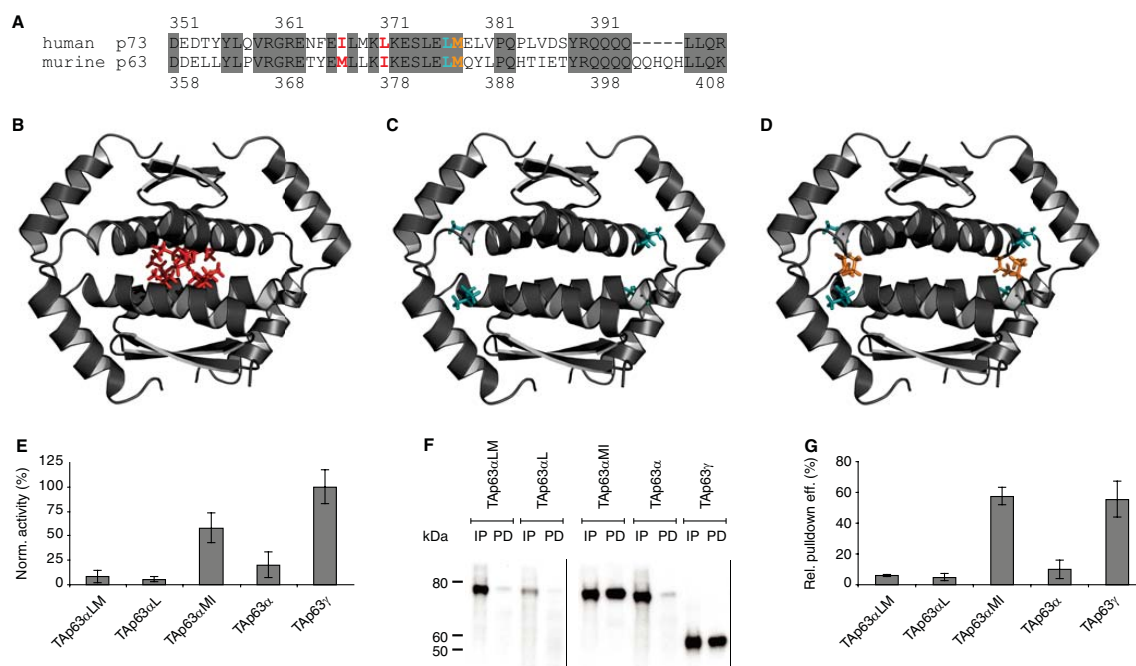 A
351 361 371 381 391
human p73 DEDTYYLQVRGRENFEILMKLKESLELMELVPQPLVDSYRQQQQ-----LLQR
murine p63 DEDLLYLPVRGRETYEMLLKIKESLELMQYLPQHTIETYRQQQQQQHQHLLQK
358 368 378 388 398 408
B
C
D
E
Norm. activity (%)
125
100
75
50
25
0
TAp63αLM
TAp63αL
TAp63αMI
TAp63α
TAp63γ
F
TAp63αLM
TAp63αL
TAp63αMI
TAp63α
TAp63γ
kDa IP PD IP PD IP PD IP PD IP PD
80
60
50
G
Rel. pulldown eff. (%)
80
60
40
20
0
TAp63αLM
TAp63αL
TAp63αMI
TAp63α
TAp63γ